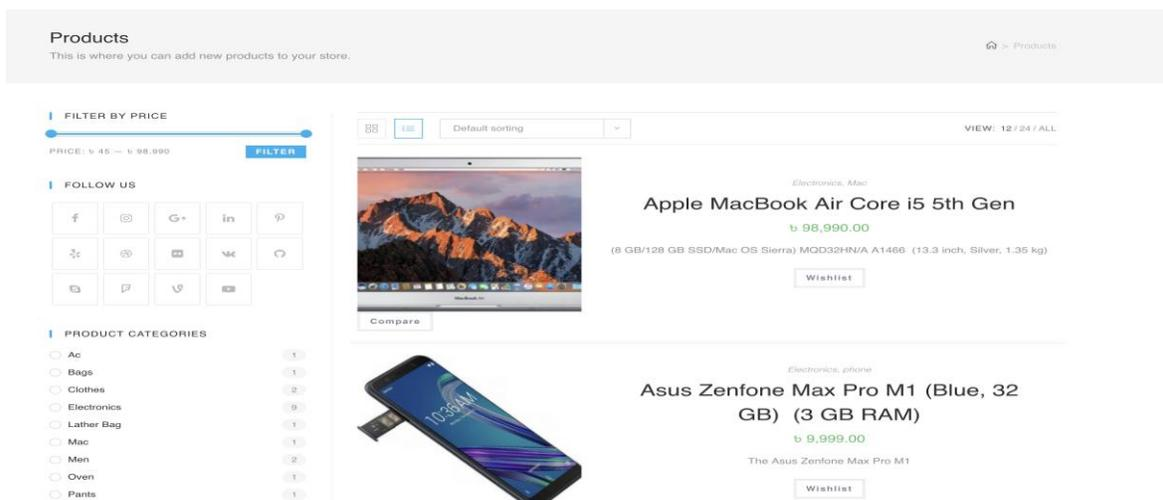 Products
This is where you can add new products to your store.
> Products
FILTER BY PRICE
PRICE: ৳ 45 — ৳ 98,990
FILTER
FOLLOW US
PRODUCT CATEGORIES
Ac 1
Bags 1
Clothes 2
Electronics 9
Lather Bag 1
Mac 1
Men 2
Oven 1
Pants 1
Default sorting
VIEW: 12 / 24 / ALL
Electronics, Mac
Apple MacBook Air Core i5 5th Gen
৳ 98,990.00
(8 GB/128 GB SSD/Mac OS Sierra) MQD32HN/A A1466 (13.3 inch, Silver, 1.35 kg)
Wishlist
MacBook Air
Compare
Electronics, phone
Asus Zenfone Max Pro M1 (Blue, 32
GB) (3 GB RAM)
৳ 9,999.00
The Asus Zenfone Max Pro M1
Wishlist
10:36AM